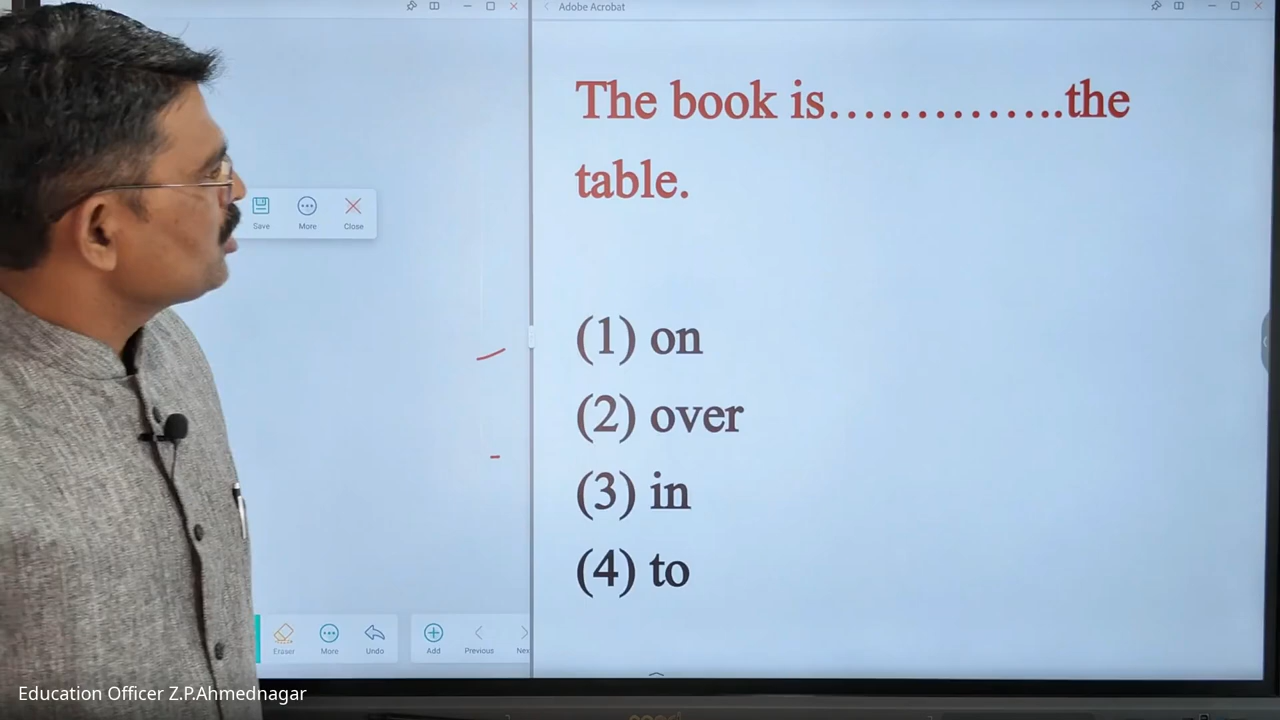 Adobe Acrobat
The book is..............the
table.
Save More Close
(1) on
(2) over
(3) in
(4) to
Eraser More Undo Add Previous
Education Officer Z.P.Ahmednagar